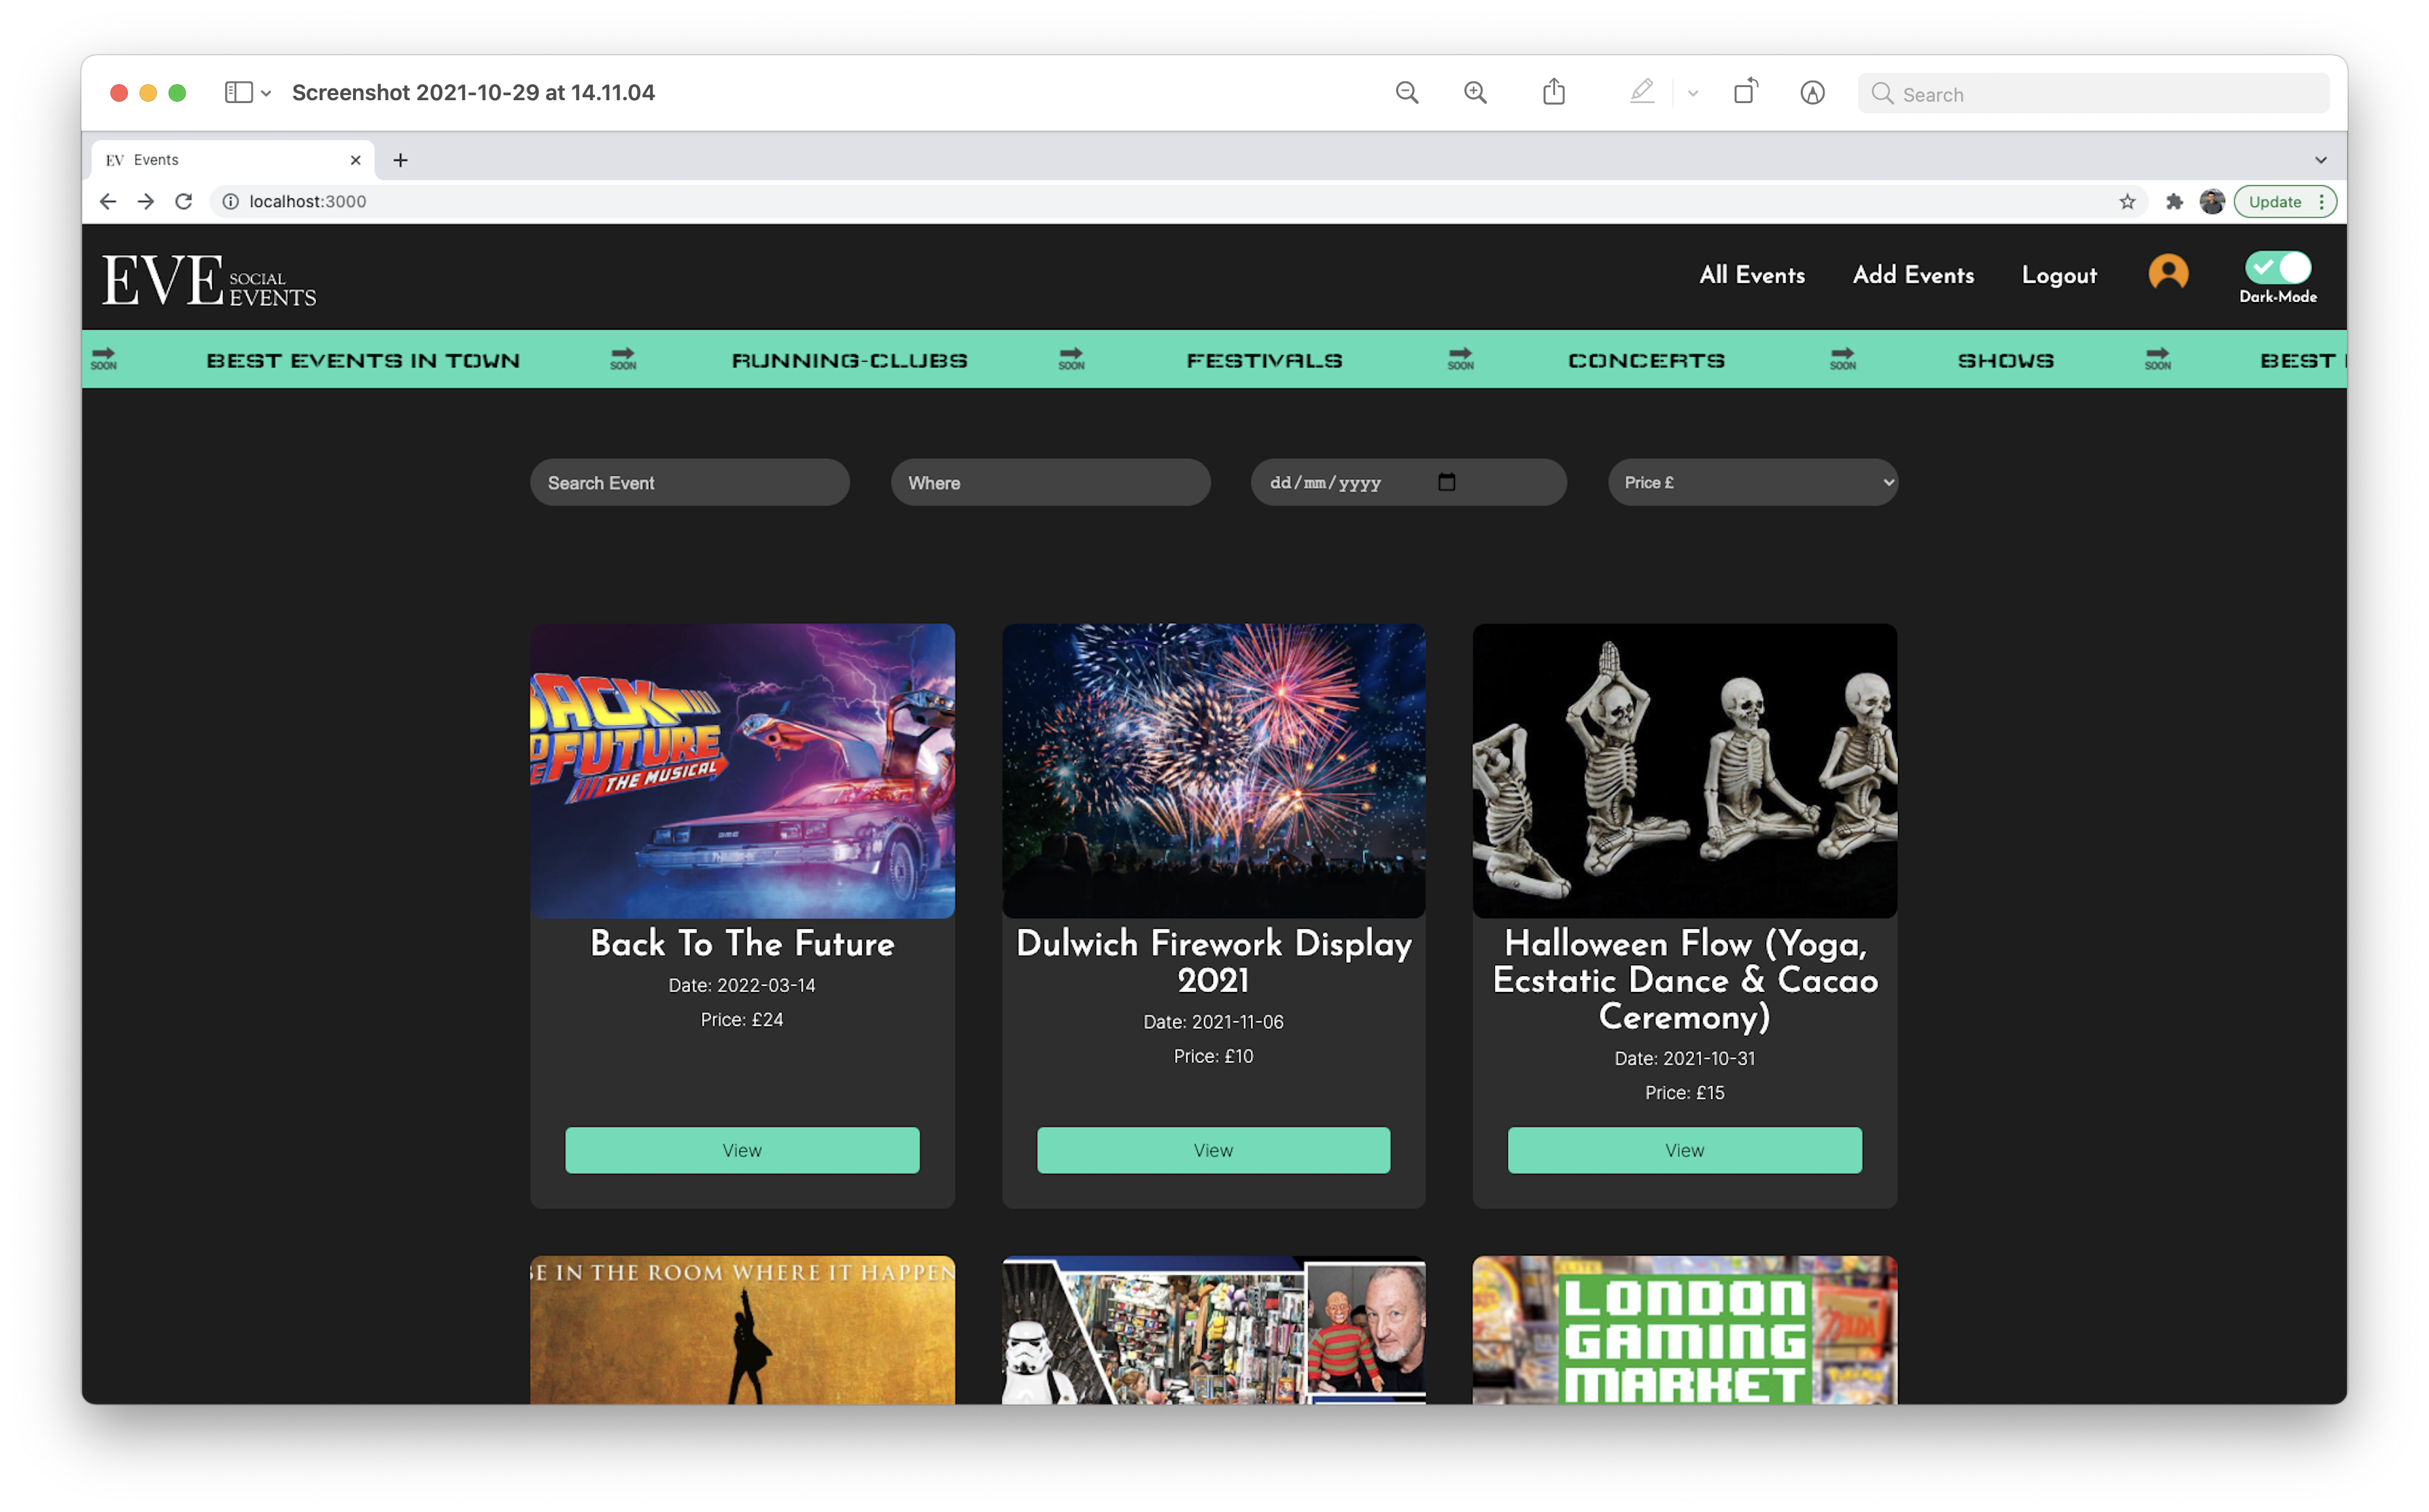 Screenshot 2021-10-29 at 14.11.04
Search
EV Events
localhost:3000
Update
EVE SOCIAL EVENTS
All Events
Add Events
Logout
Dark-Mode
SOON BEST EVENTS IN TOWN SOON RUNNING-CLUBS SOON FESTIVALS SOON CONCERTS SOON SHOWS SOON BEST
Search Event
Where
dd/mm/yyyy
Price £
BACK
FUTURE
THE MUSICAL
DMC
Back To The Future
Date: 2022-03-14
Price: £24
View
Dulwich Firework Display
2021
Date: 2021-11-06
Price: £10
View
Halloween Flow (Yoga,
Ecstatic Dance & Cacao
Ceremony)
Date: 2021-10-31
Price: £15
View
BE IN THE ROOM WHERE IT HAPPEN
LONDON
GAMING
MARKET